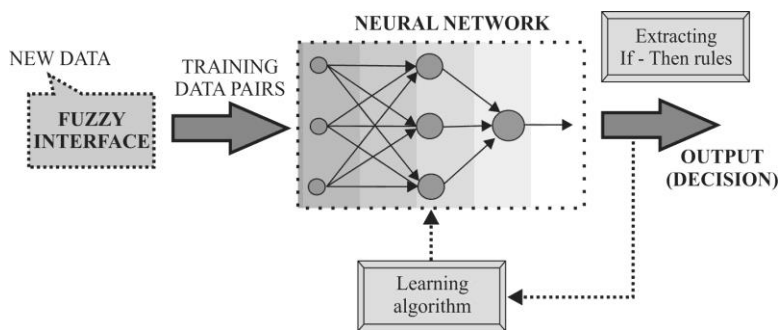 NEURAL NETWORK
Extracting
If - Then rules
NEW DATA
TRAINING
DATA PAIRS
FUZZY
INTERFACE
OUTPUT
(DECISION)
Learning
algorithm